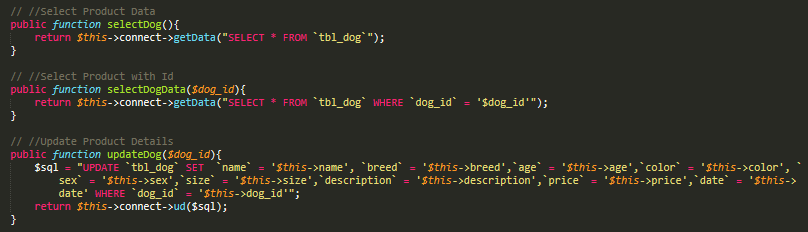 // //Select Product Data
public function selectDog(){
    return $this->connect->getData("SELECT * FROM `tbl_dog`");
}
// //Select Product with Id
public function selectDogData($dog_id){
    return $this->connect->getData("SELECT * FROM `tbl_dog` WHERE `dog_id` = '$dog_id'");
}
// //Update Product Details
public function updateDog($dog_id){
    $sql = "UPDATE `tbl_dog` SET  `name` = '$this->name', `breed` = '$this->breed',`age` = '$this->age',`color` = '$this->color', `
    sex` = '$this->sex',`size` = '$this->size',`description` = '$this->description',`price` = '$this->price',`date` = '$this->
    date' WHERE `dog_id` = '$this->dog_id'";
    return $this->connect->ud($sql);
}